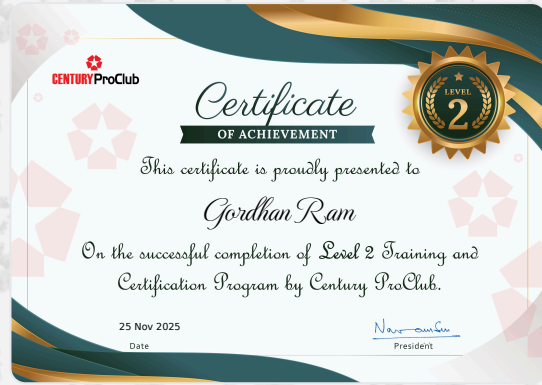 CENTURY ProClub
LEVEL
2
Certificate
OF ACHIEVEMENT
This certificate is proudly presented to
Gordhan Ram
On the successful completion of Level 2 Training and
Certification Program by Century ProClub.
25 Nov 2025
Date
President